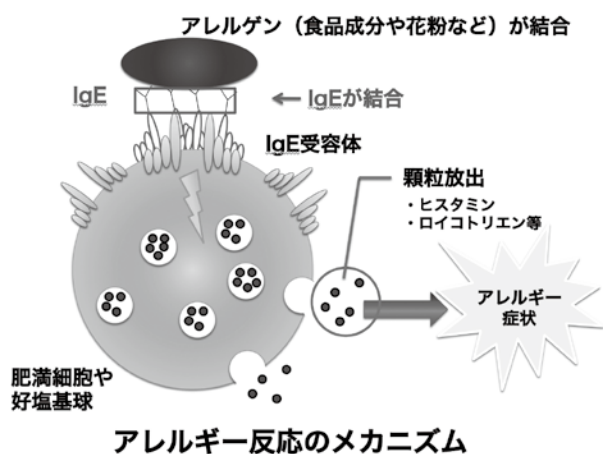 アレルゲン（食品成分や花粉など）が結合
IgE
← IgEが結合
IgE受容体
顆粒放出
・ヒスタミン
・ロイコトリエン等
アレルギー
症状
肥満細胞や
好塩基球
アレルギー反応のメカニズム